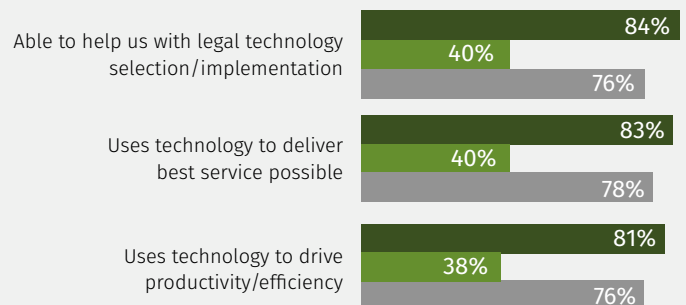 84%
Able to help us with legal technology
40%
selection/implementation
76%
83%
Uses technology to deliver
40%
best service possible
78%
81%
Uses technology to drive
38%
productivity/efficiency
76%